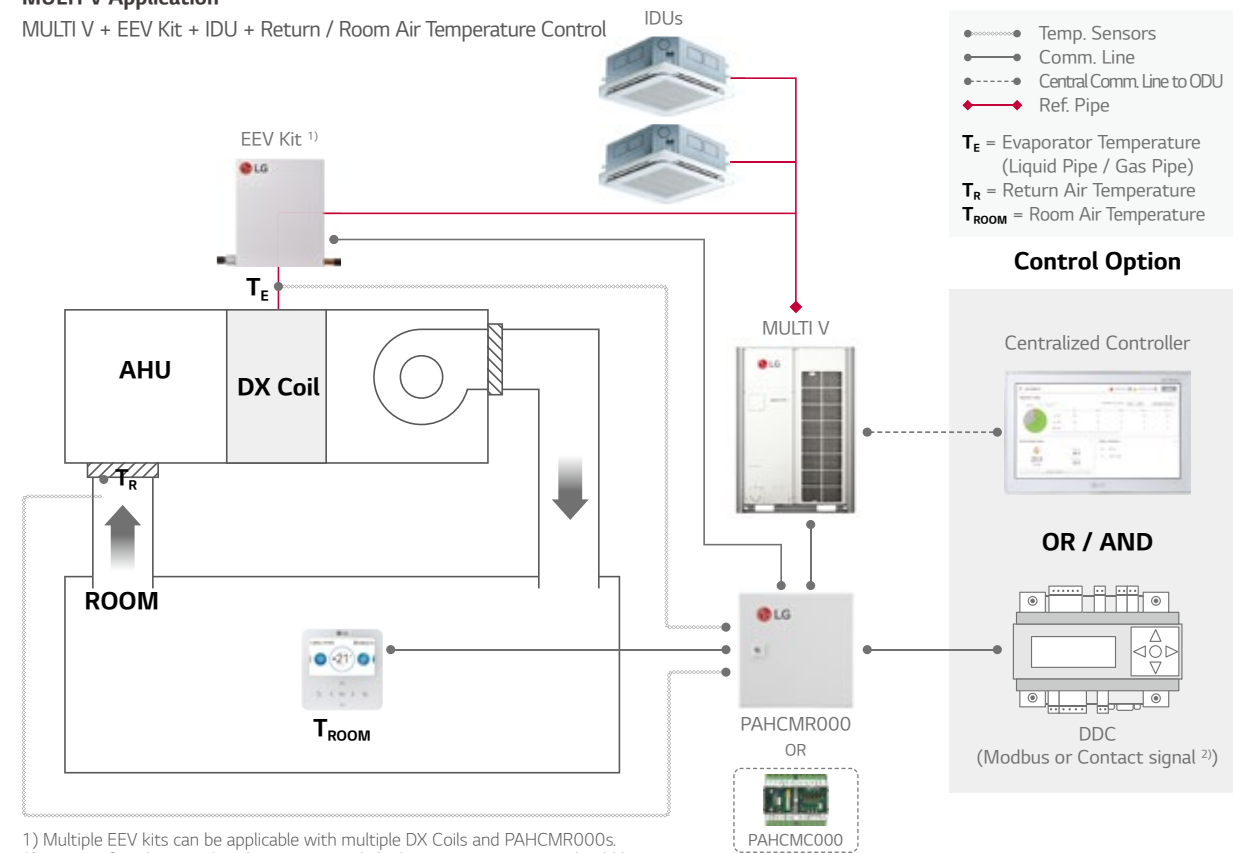 MULTI V Application
MULTI V + EEV Kit + IDU + Return / Room Air Temperature Control
IDUs
Temp. Sensors
Comm. Line
Central Comm. Line to ODU
Ref. Pipe
TE = Evaporator Temperature
(Liquid Pipe / Gas Pipe)
TR = Return Air Temperature
TROOM = Room Air Temperature
EEV Kit 1)
LG
TE
Control Option
MULTI V
LG
Centralized Controller
AHU
DX Coil
TR
OR / AND
ROOM
LG
21
TROOM
PAHCMR000
OR
PAHCMC000
DDC
(Modbus or Contact signal 2))
1) Multiple EEV kits can be applicable with multiple DX Coils and PAHCMR000s.